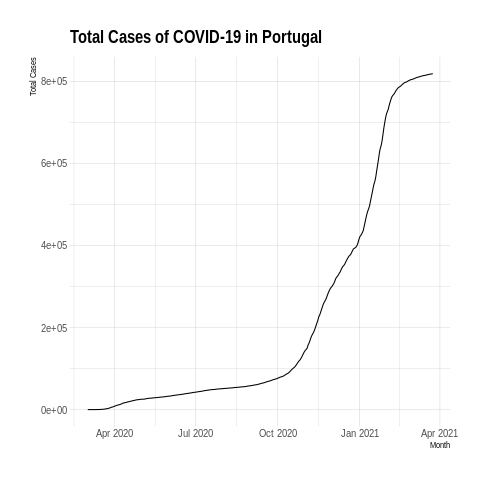 Total Cases of COVID-19 in Portugal
Total Cases
8e+05
6e+05
4e+05
2e+05
0e+00
Apr 2020 Jul 2020 Oct 2020 Jan 2021 Apr 2021
Month